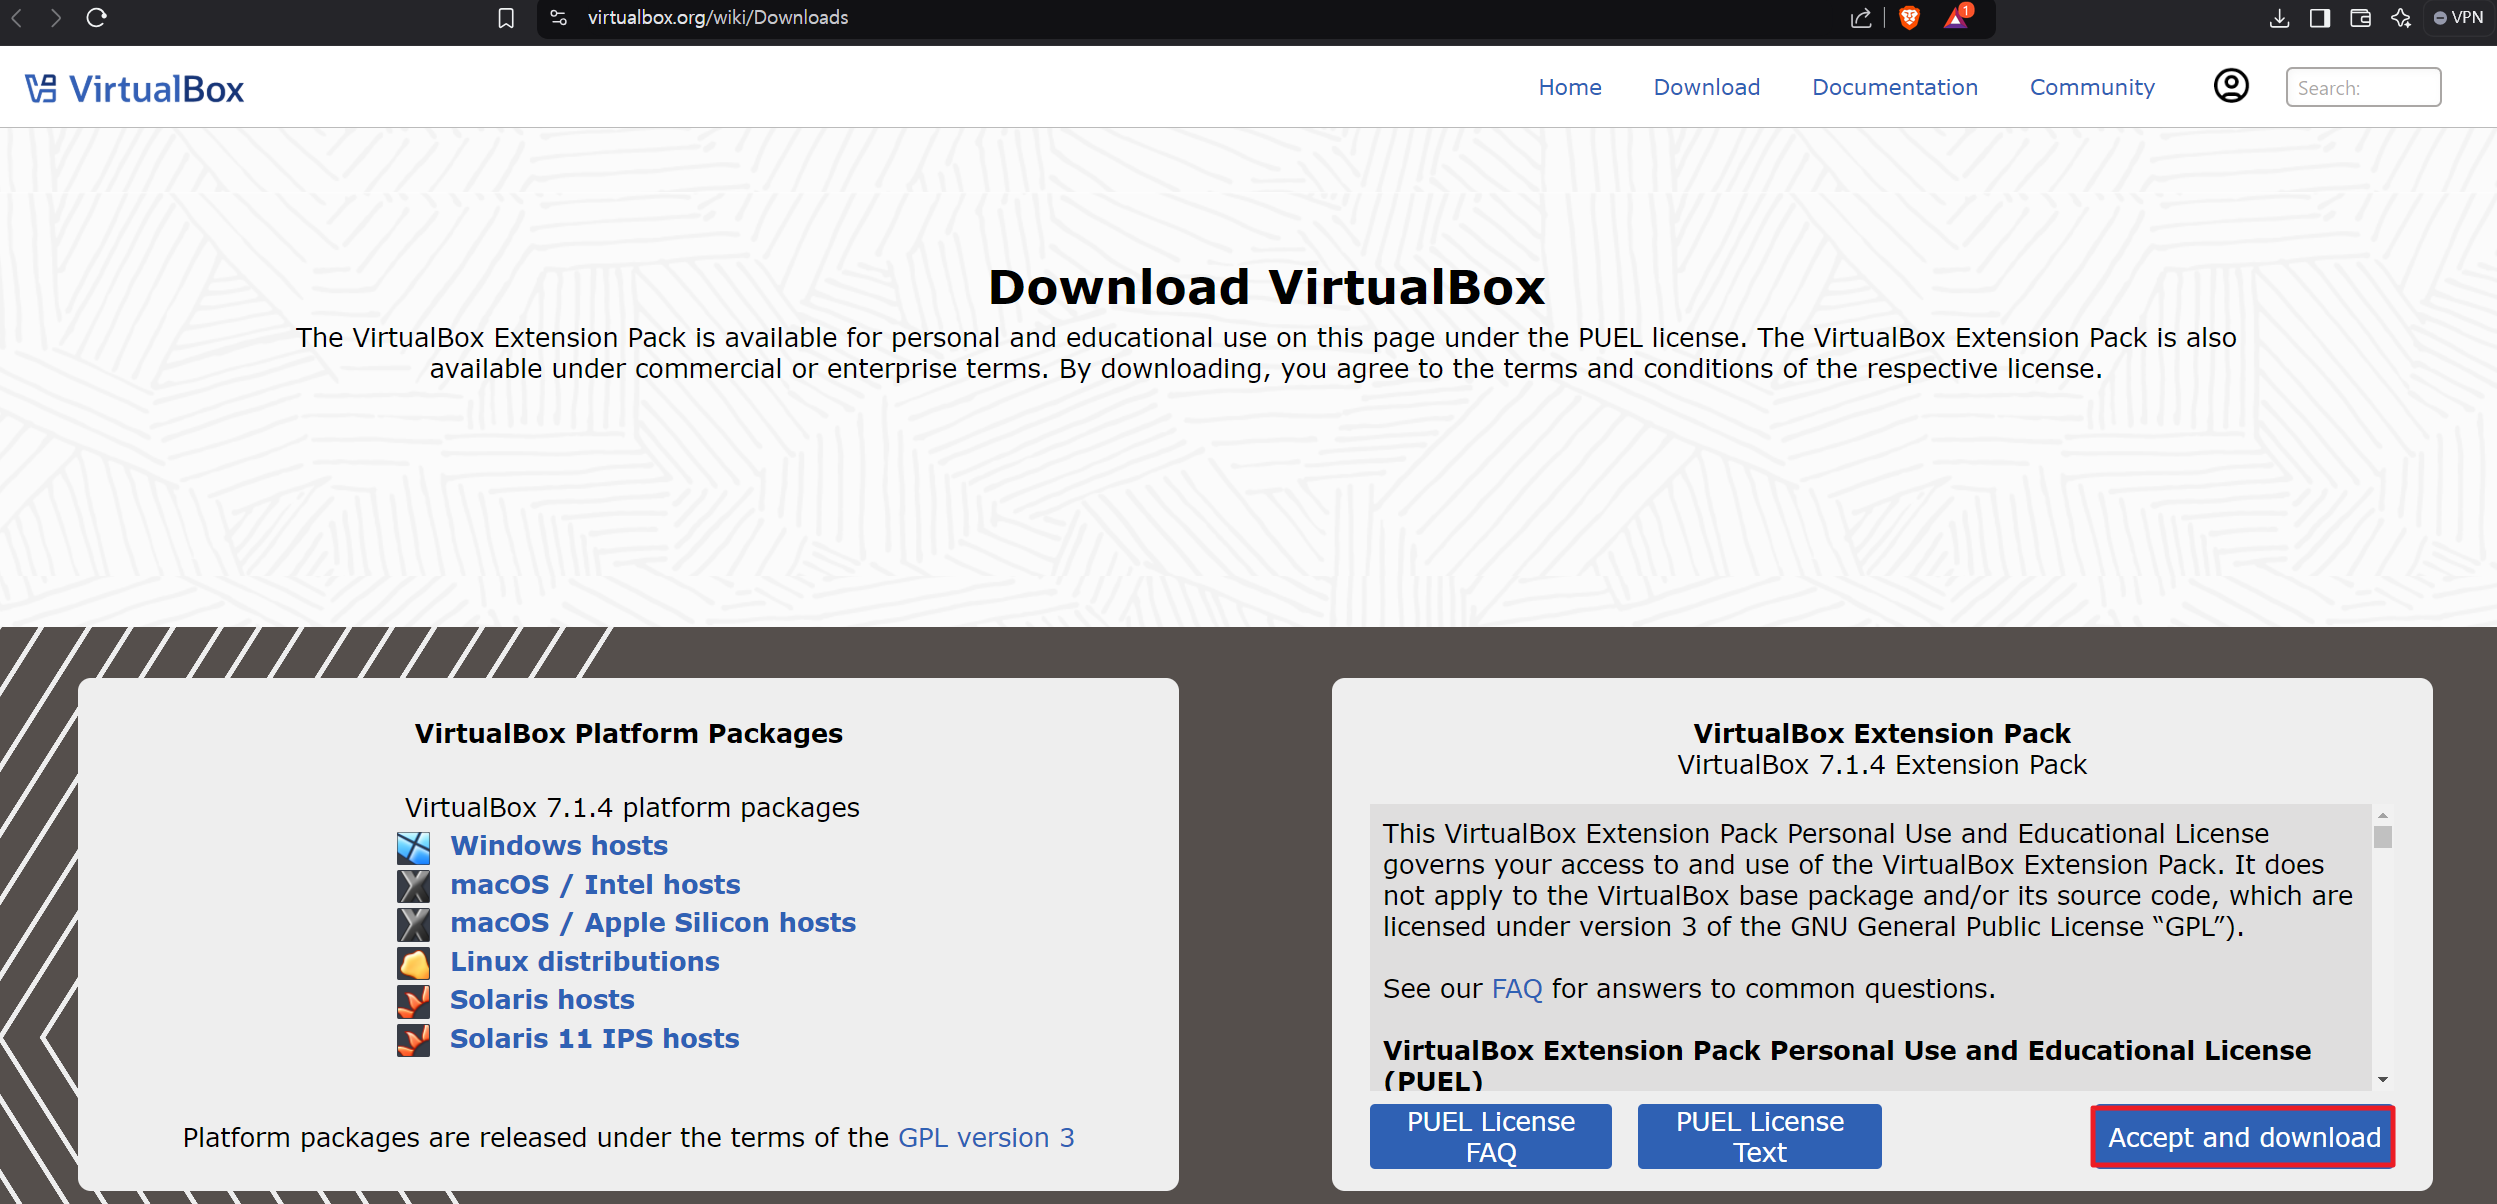 virtualbox.org/wiki/Downloads
1
VPN
VirtualBox
Home
Download
Documentation
Community
Search:
Download VirtualBox
The VirtualBox Extension Pack is available for personal and educational use on this page under the PUEL license. The VirtualBox Extension Pack is also
available under commercial or enterprise terms. By downloading, you agree to the terms and conditions of the respective license.
VirtualBox Platform Packages
VirtualBox 7.1.4 platform packages
Windows hosts
macOS / Intel hosts
macOS / Apple Silicon hosts
Linux distributions
Solaris hosts
Solaris 11 IPS hosts
Platform packages are released under the terms of the GPL version 3
VirtualBox Extension Pack
VirtualBox 7.1.4 Extension Pack
This VirtualBox Extension Pack Personal Use and Educational License
governs your access to and use of the VirtualBox Extension Pack. It does
not apply to the VirtualBox base package and/or its source code, which are
licensed under version 3 of the GNU General Public License “GPL”).
See our FAQ for answers to common questions.
VirtualBox Extension Pack Personal Use and Educational License
(PUEL)
PUEL License
FAQ
PUEL License
Text
Accept and download